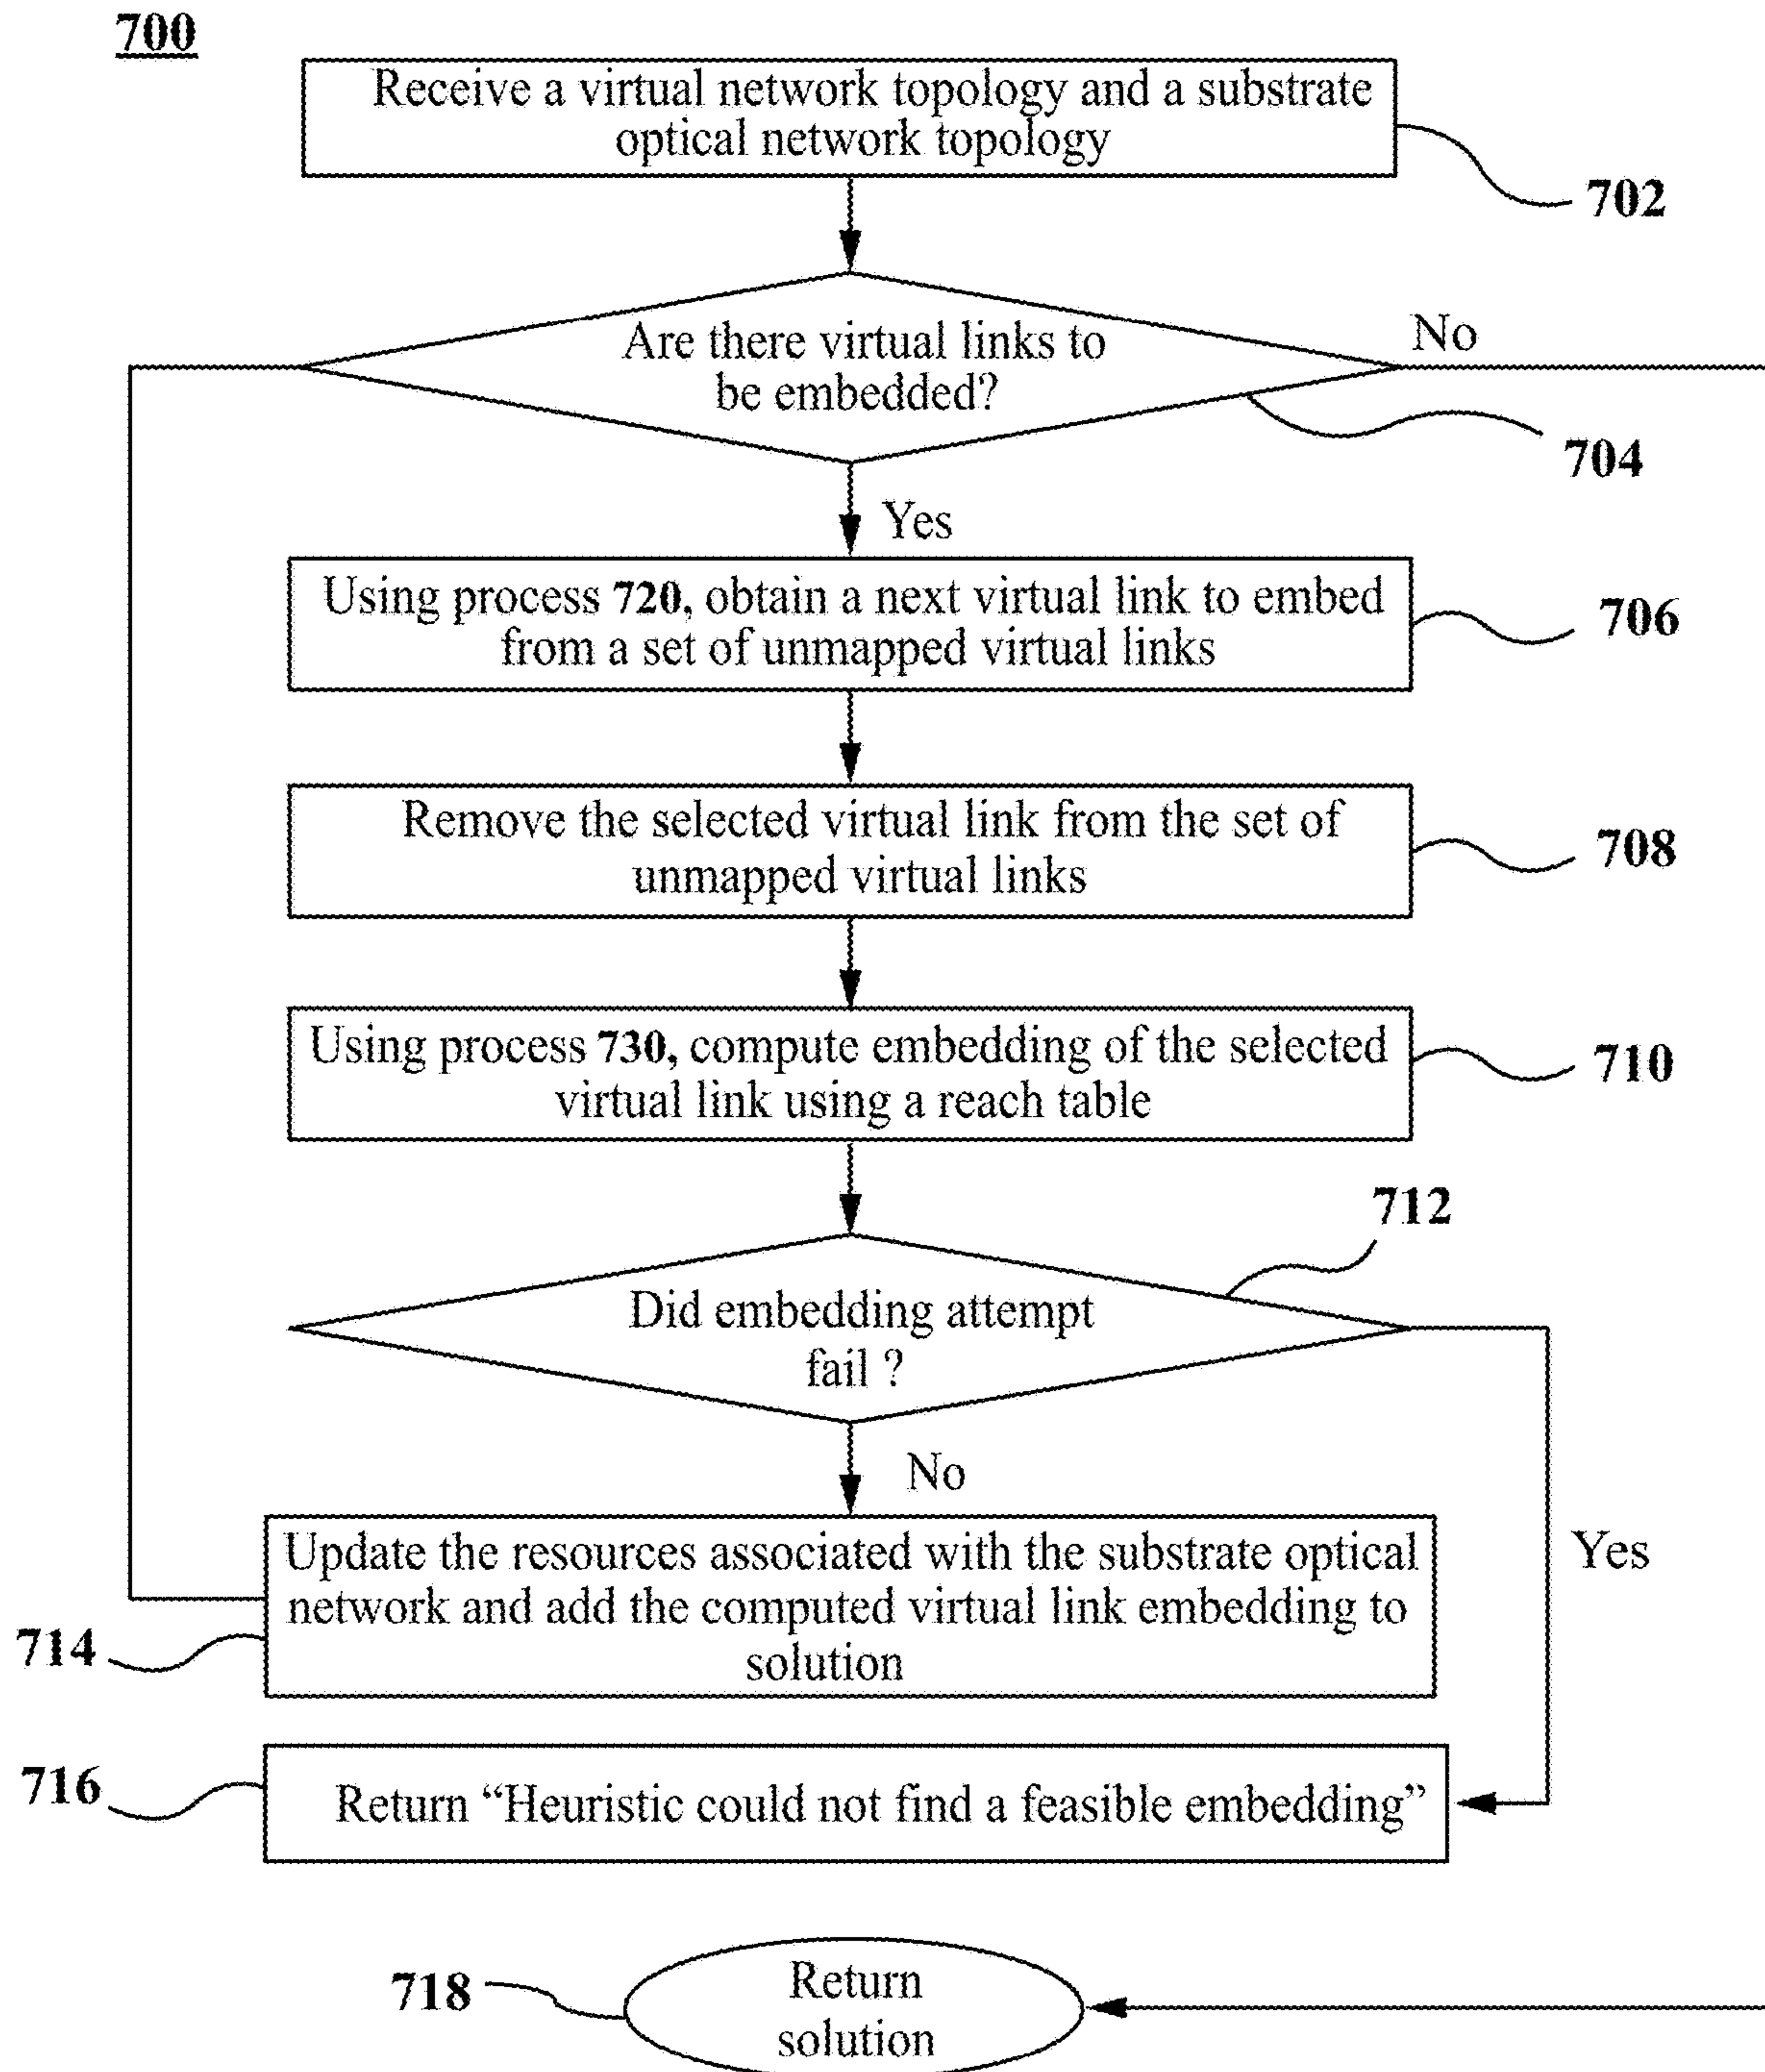 700
Receive a virtual network topology and a substrate
optical network topology
702
Are there virtual links to
be embedded?
No
704
Yes
Using process 720, obtain a next virtual link to embed
from a set of unmapped virtual links
706
Remove the selected virtual link from the set of
unmapped virtual links
708
Using process 730, compute embedding of the selected
virtual link using a reach table
710
712
Did embedding attempt
fail ?
No
Yes
Update the resources associated with the substrate optical
network and add the computed virtual link embedding to
solution
714
716
Return “Heuristic could not find a feasible embedding”
718
Return
solution